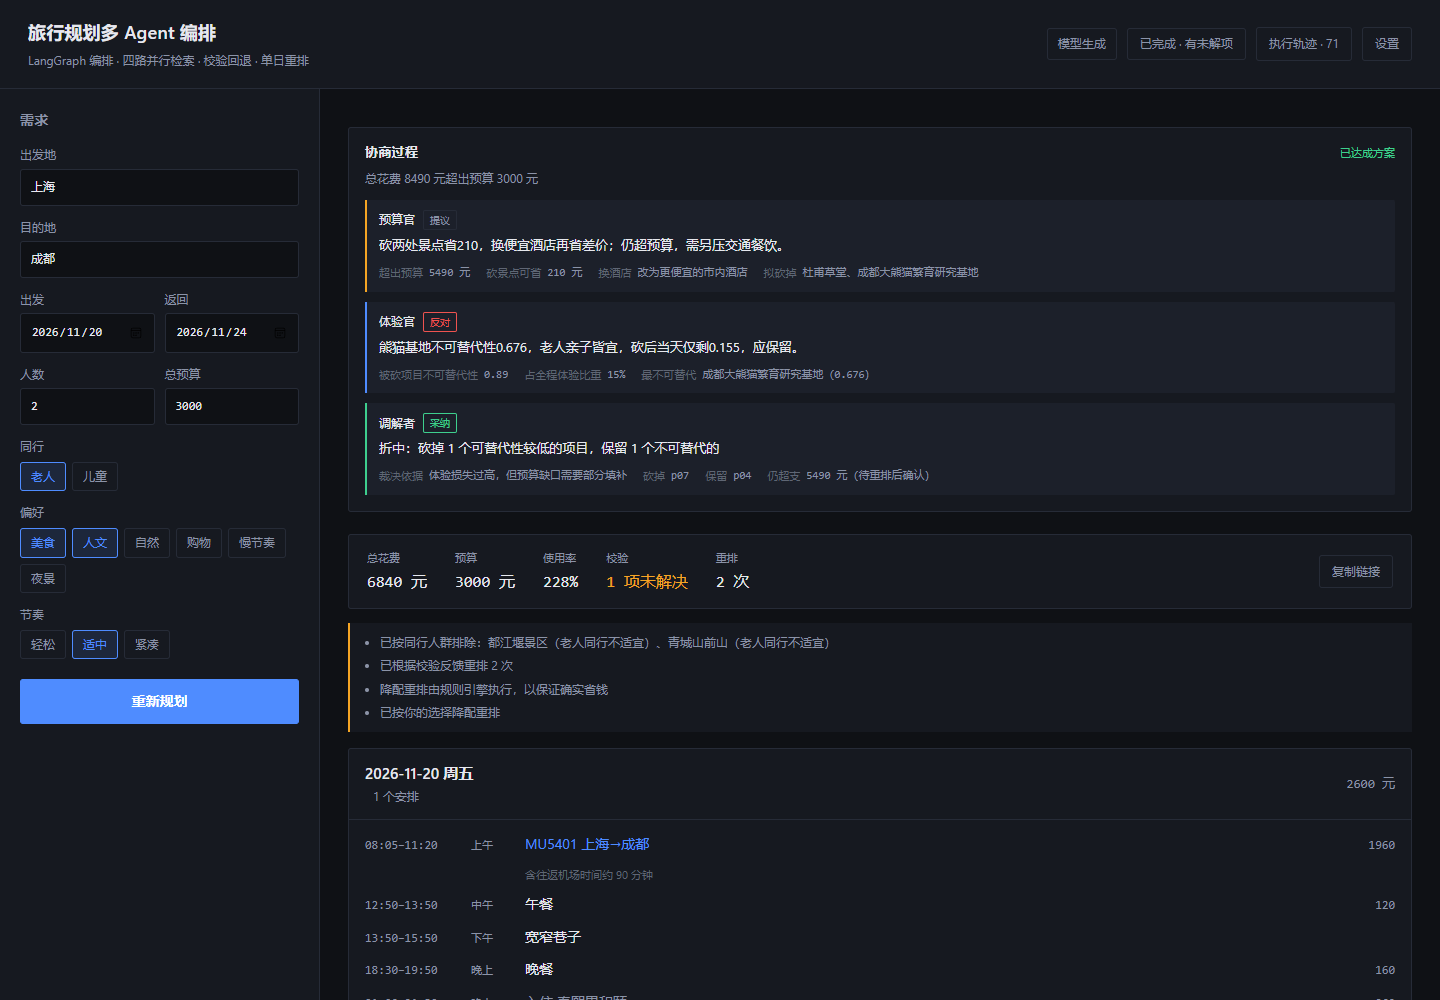 旅行规划多 Agent 编排
LangGraph 编排 · 四路并行检索 · 校验回退 · 单日重排
模型生成
已完成 · 有未解项
执行轨迹 · 71
设置
需求
出发地
上海
目的地
成都
出发
返回
2026/11/20
2026/11/24
人数
总预算
2
3000
同行
老人
儿童
偏好
美食
人文
自然
购物
慢节奏
夜景
节奏
轻松
适中
紧凑
重新规划
协商过程
已达成方案
总花费 8490 元超出预算 3000 元
预算官 提议
砍两处景点省210，换便宜酒店再省差价；仍超预算，需另压交通餐饮。
超出预算 5490 元 砍景点可省 210 元 换酒店 改为更便宜的市内酒店 拟砍掉 杜甫草堂、成都大熊猫繁育研究基地
体验官 反对
熊猫基地不可替代性0.676，老人亲子皆宜，砍后当天仅剩0.155，应保留。
被砍项目不可替代性 0.89 占全程体验比重 15% 最不可替代 成都大熊猫繁育研究基地（0.676）
调解者 采纳
折中：砍掉 1 个可替代性较低的项目，保留 1 个不可替代的
裁决依据 体验损失过高，但预算缺口需要部分填补 砍掉 p07 保留 p04 仍超支 5490 元（待重排后确认）
总花费
预算
使用率
校验
重排
6840 元
3000 元
228%
1 项未解决
2 次
复制链接
已按同行人群排除：都江堰景区（老人同行不适宜）、青城山前山（老人同行不适宜）
已根据校验反馈重排 2 次
降配重排由规则引擎执行，以保证确实省钱
已按你的选择降配重排
2026-11-20 周五
1 个安排
2600 元
08:05–11:20 上午 MU5401 上海→成都 1960
含往返机场时间约 90 分钟
12:50–13:50 中午 午餐 120
13:50–15:50 下午 宽窄巷子
18:30–19:50 晚上 晚餐 160